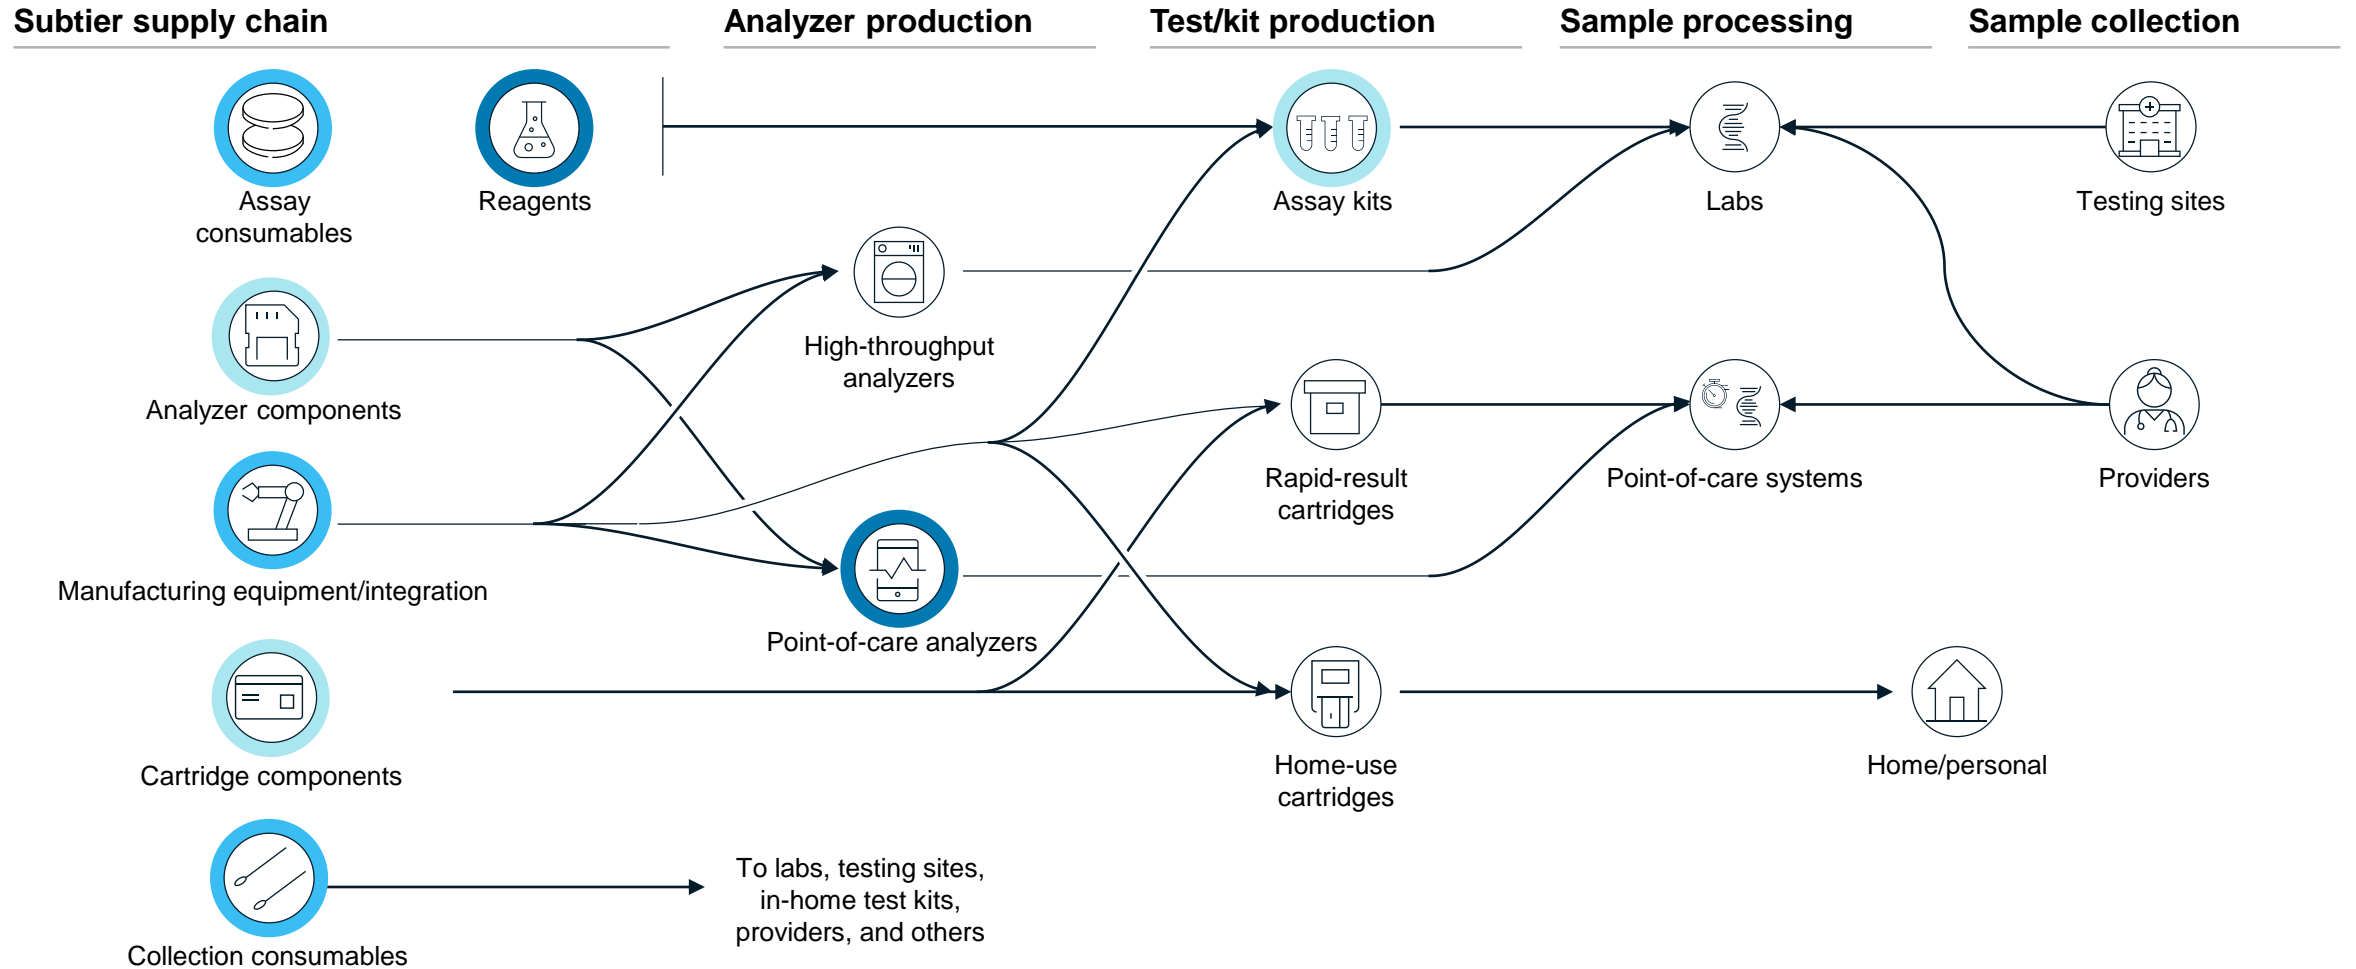 Subtier supply chain
Analyzer production
Test/kit production
Sample processing
Sample collection
Assay
consumables
Reagents
Assay kits
Labs
Testing sites
High-throughput
analyzers
Analyzer components
Rapid-result
cartridges
Point-of-care systems
Providers
Manufacturing equipment/integration
Point-of-care analyzers
Cartridge components
Home-use
cartridges
Home/personal
To labs, testing sites,
in-home test kits,
providers, and others
Collection consumables